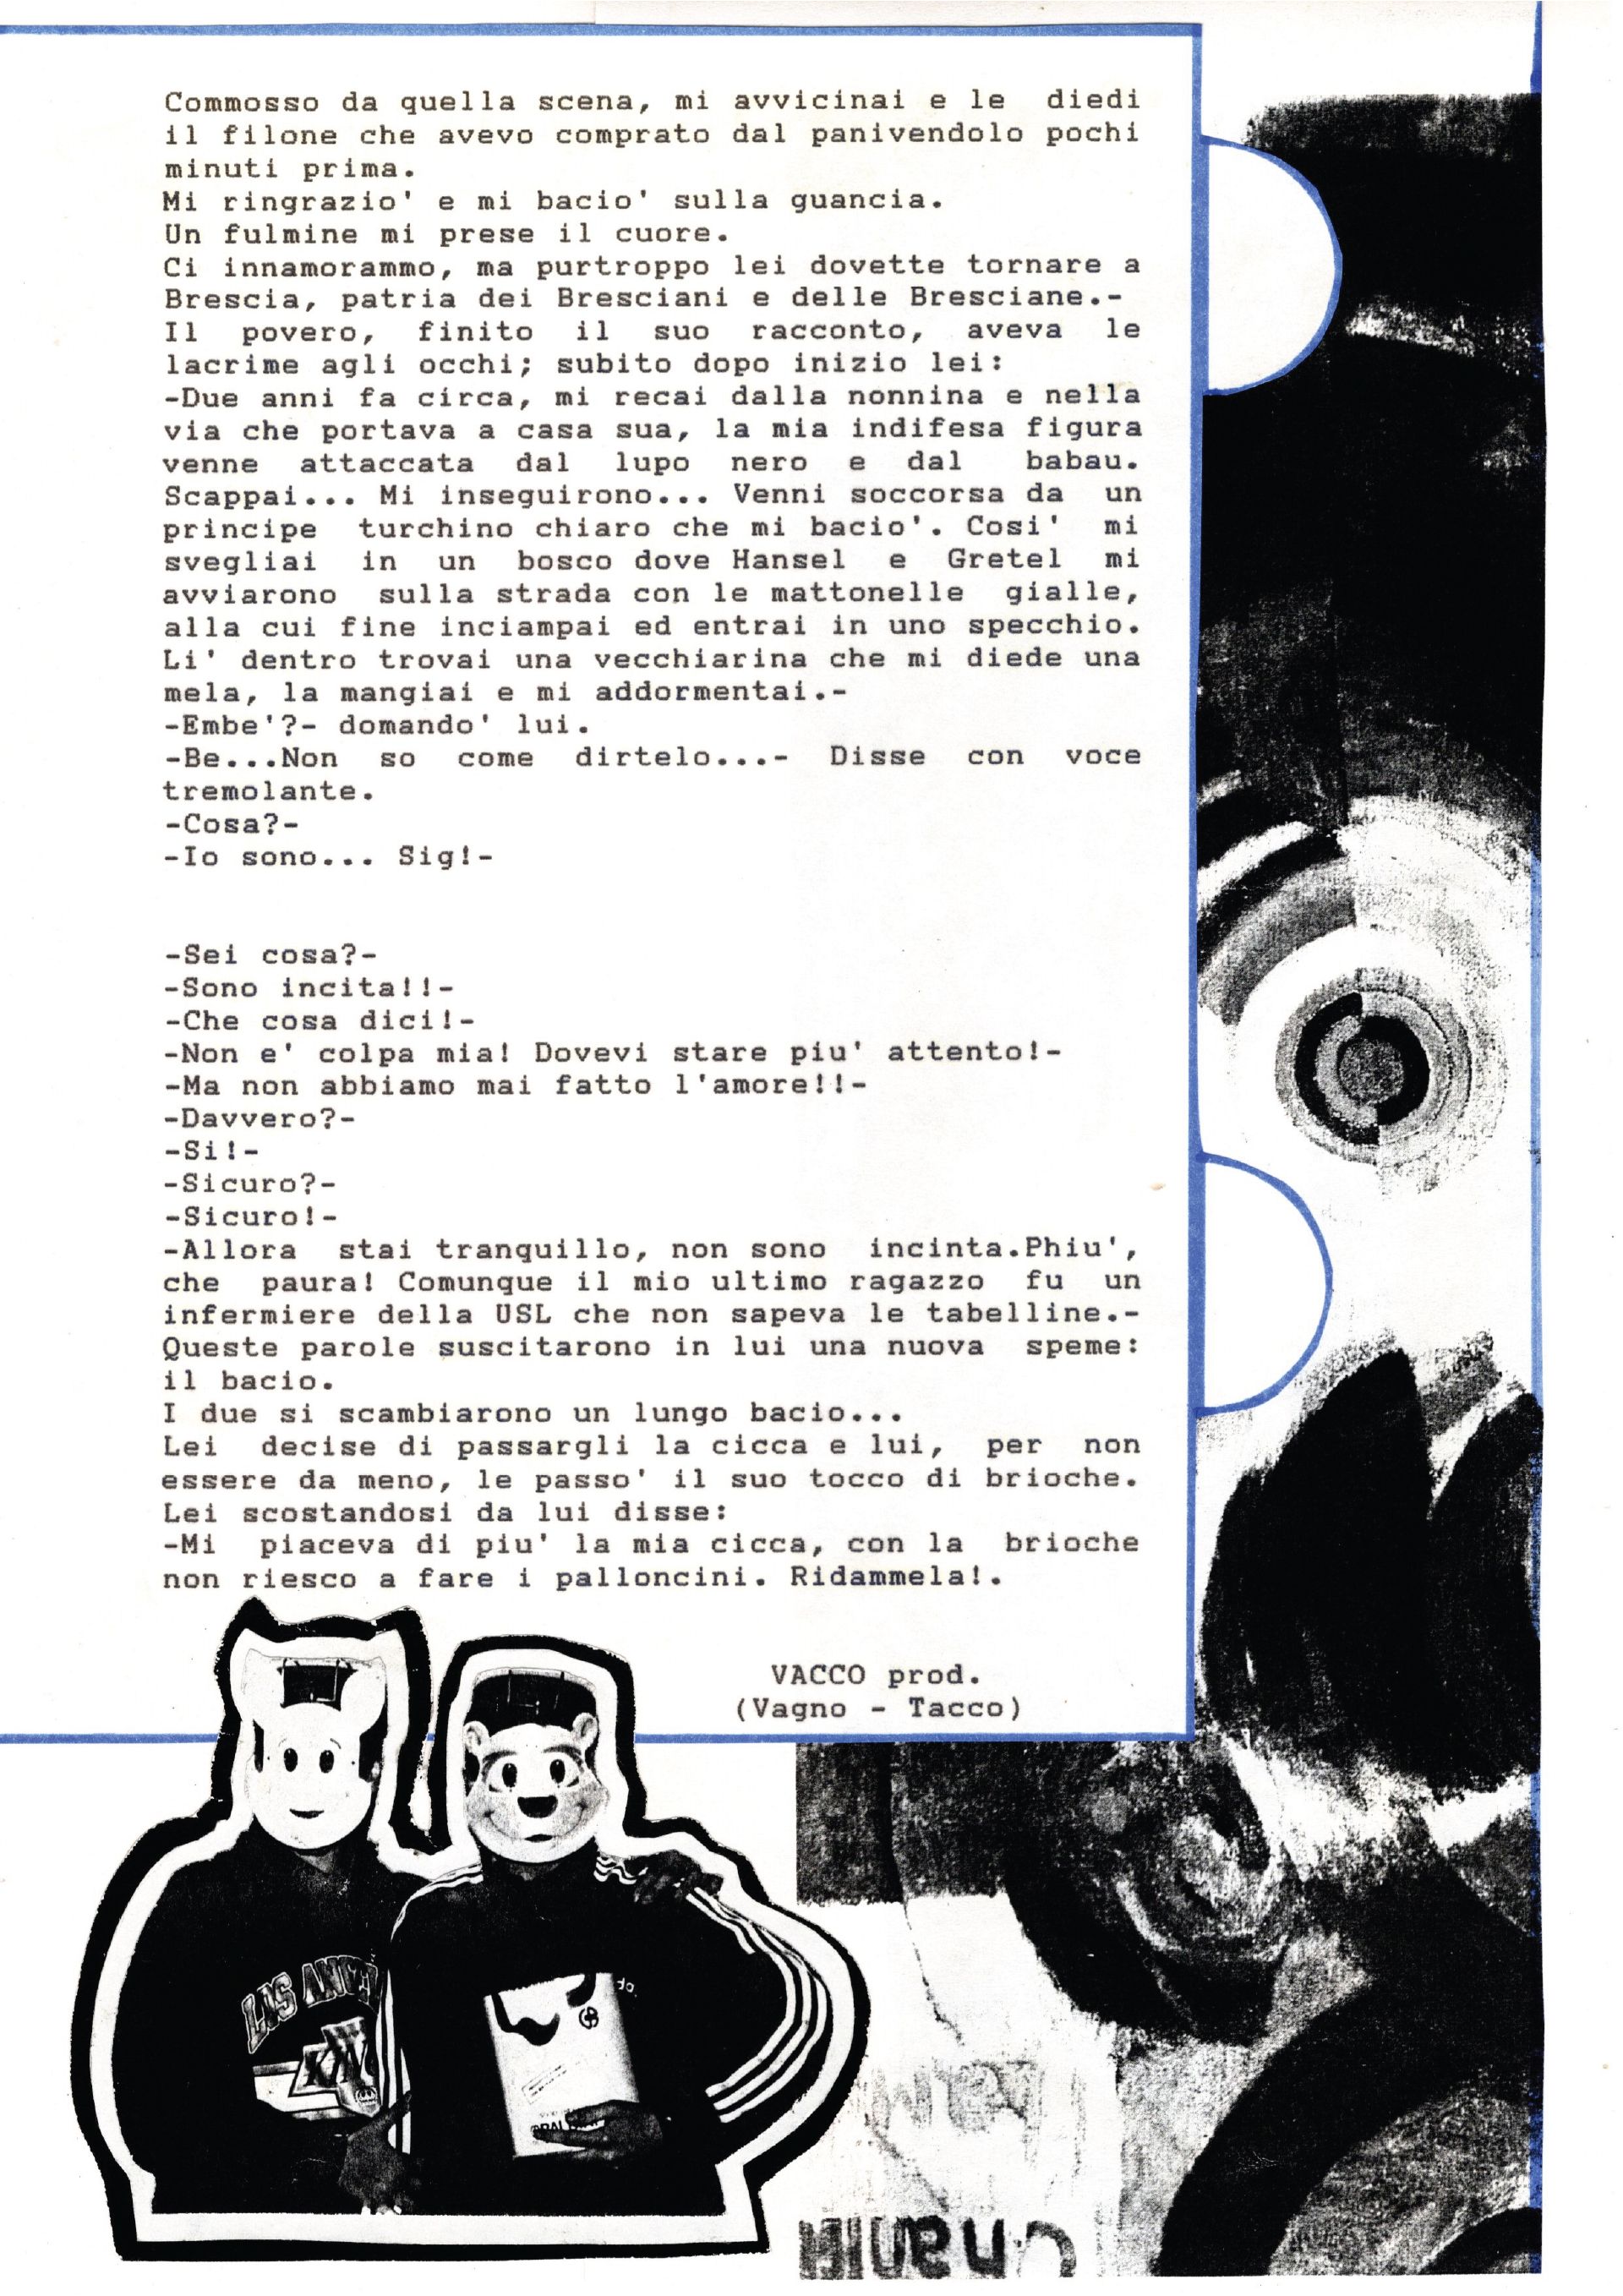 Commosso da quella scena, mi avvicinai e le diedi
il filone che avevo comprato dal panivendolo pochi
minuti prima.
Mi ringrazio' e mi bacio' sulla guancia.
Un fulmine mi prese il cuore.
Ci innamorammo, ma purtroppo lei dovette tornare a
Brescia, patria dei Bresciani e delle Bresciane.-
Il povero, finito il suo racconto, aveva le
lacrime agli occhi; subito dopo inizio lei:
-Due anni fa circa, mi recai dalla nonnina e nella
via che portava a casa sua, la mia indifesa figura
venne attaccata dal lupo nero e dal babau.
Scappai... Mi inseguirono... Venni soccorsa da un
principe turchino chiaro che mi bacio'. Cosi' mi
svegliai in un bosco dove Hansel e Gretel mi
avviarono sulla strada con le mattonelle gialle,
alla cui fine inciampai ed entrai in uno specchio.
Li' dentro trovai una vecchiarina che mi diede una
mela, la mangiai e mi addormentai.-
-Embe'?- domando' lui.
-Be...Non so come dirtelo...- Disse con voce
tremolante.
-Cosa?-
-Io sono... Sig!-
-Sei cosa?-
-Sono incita!!-
-Che cosa dici!-
-Non e' colpa mia! Dovevi stare piu' attento!-
-Ma non abbiamo mai fatto l'amore!!-
-Davvero?-
-Si!-
-Sicuro?-
-Sicuro!-
-Allora stai tranquillo, non sono incinta.Phiu',
che paura! Comunque il mio ultimo ragazzo fu un
infermiere della USL che non sapeva le tabelline.-
Queste parole suscitarono in lui una nuova speme:
il bacio.
I due si scambiarono un lungo bacio...
Lei decise di passargli la cicca e lui, per non
essere da meno, le passo' il suo tocco di brioche.
Lei scostandosi da lui disse:
-Mi piaceva di piu' la mia cicca, con la brioche
non riesco a fare i palloncini. Ridammela!.
VACCO prod.
(Vagno - Tacco)